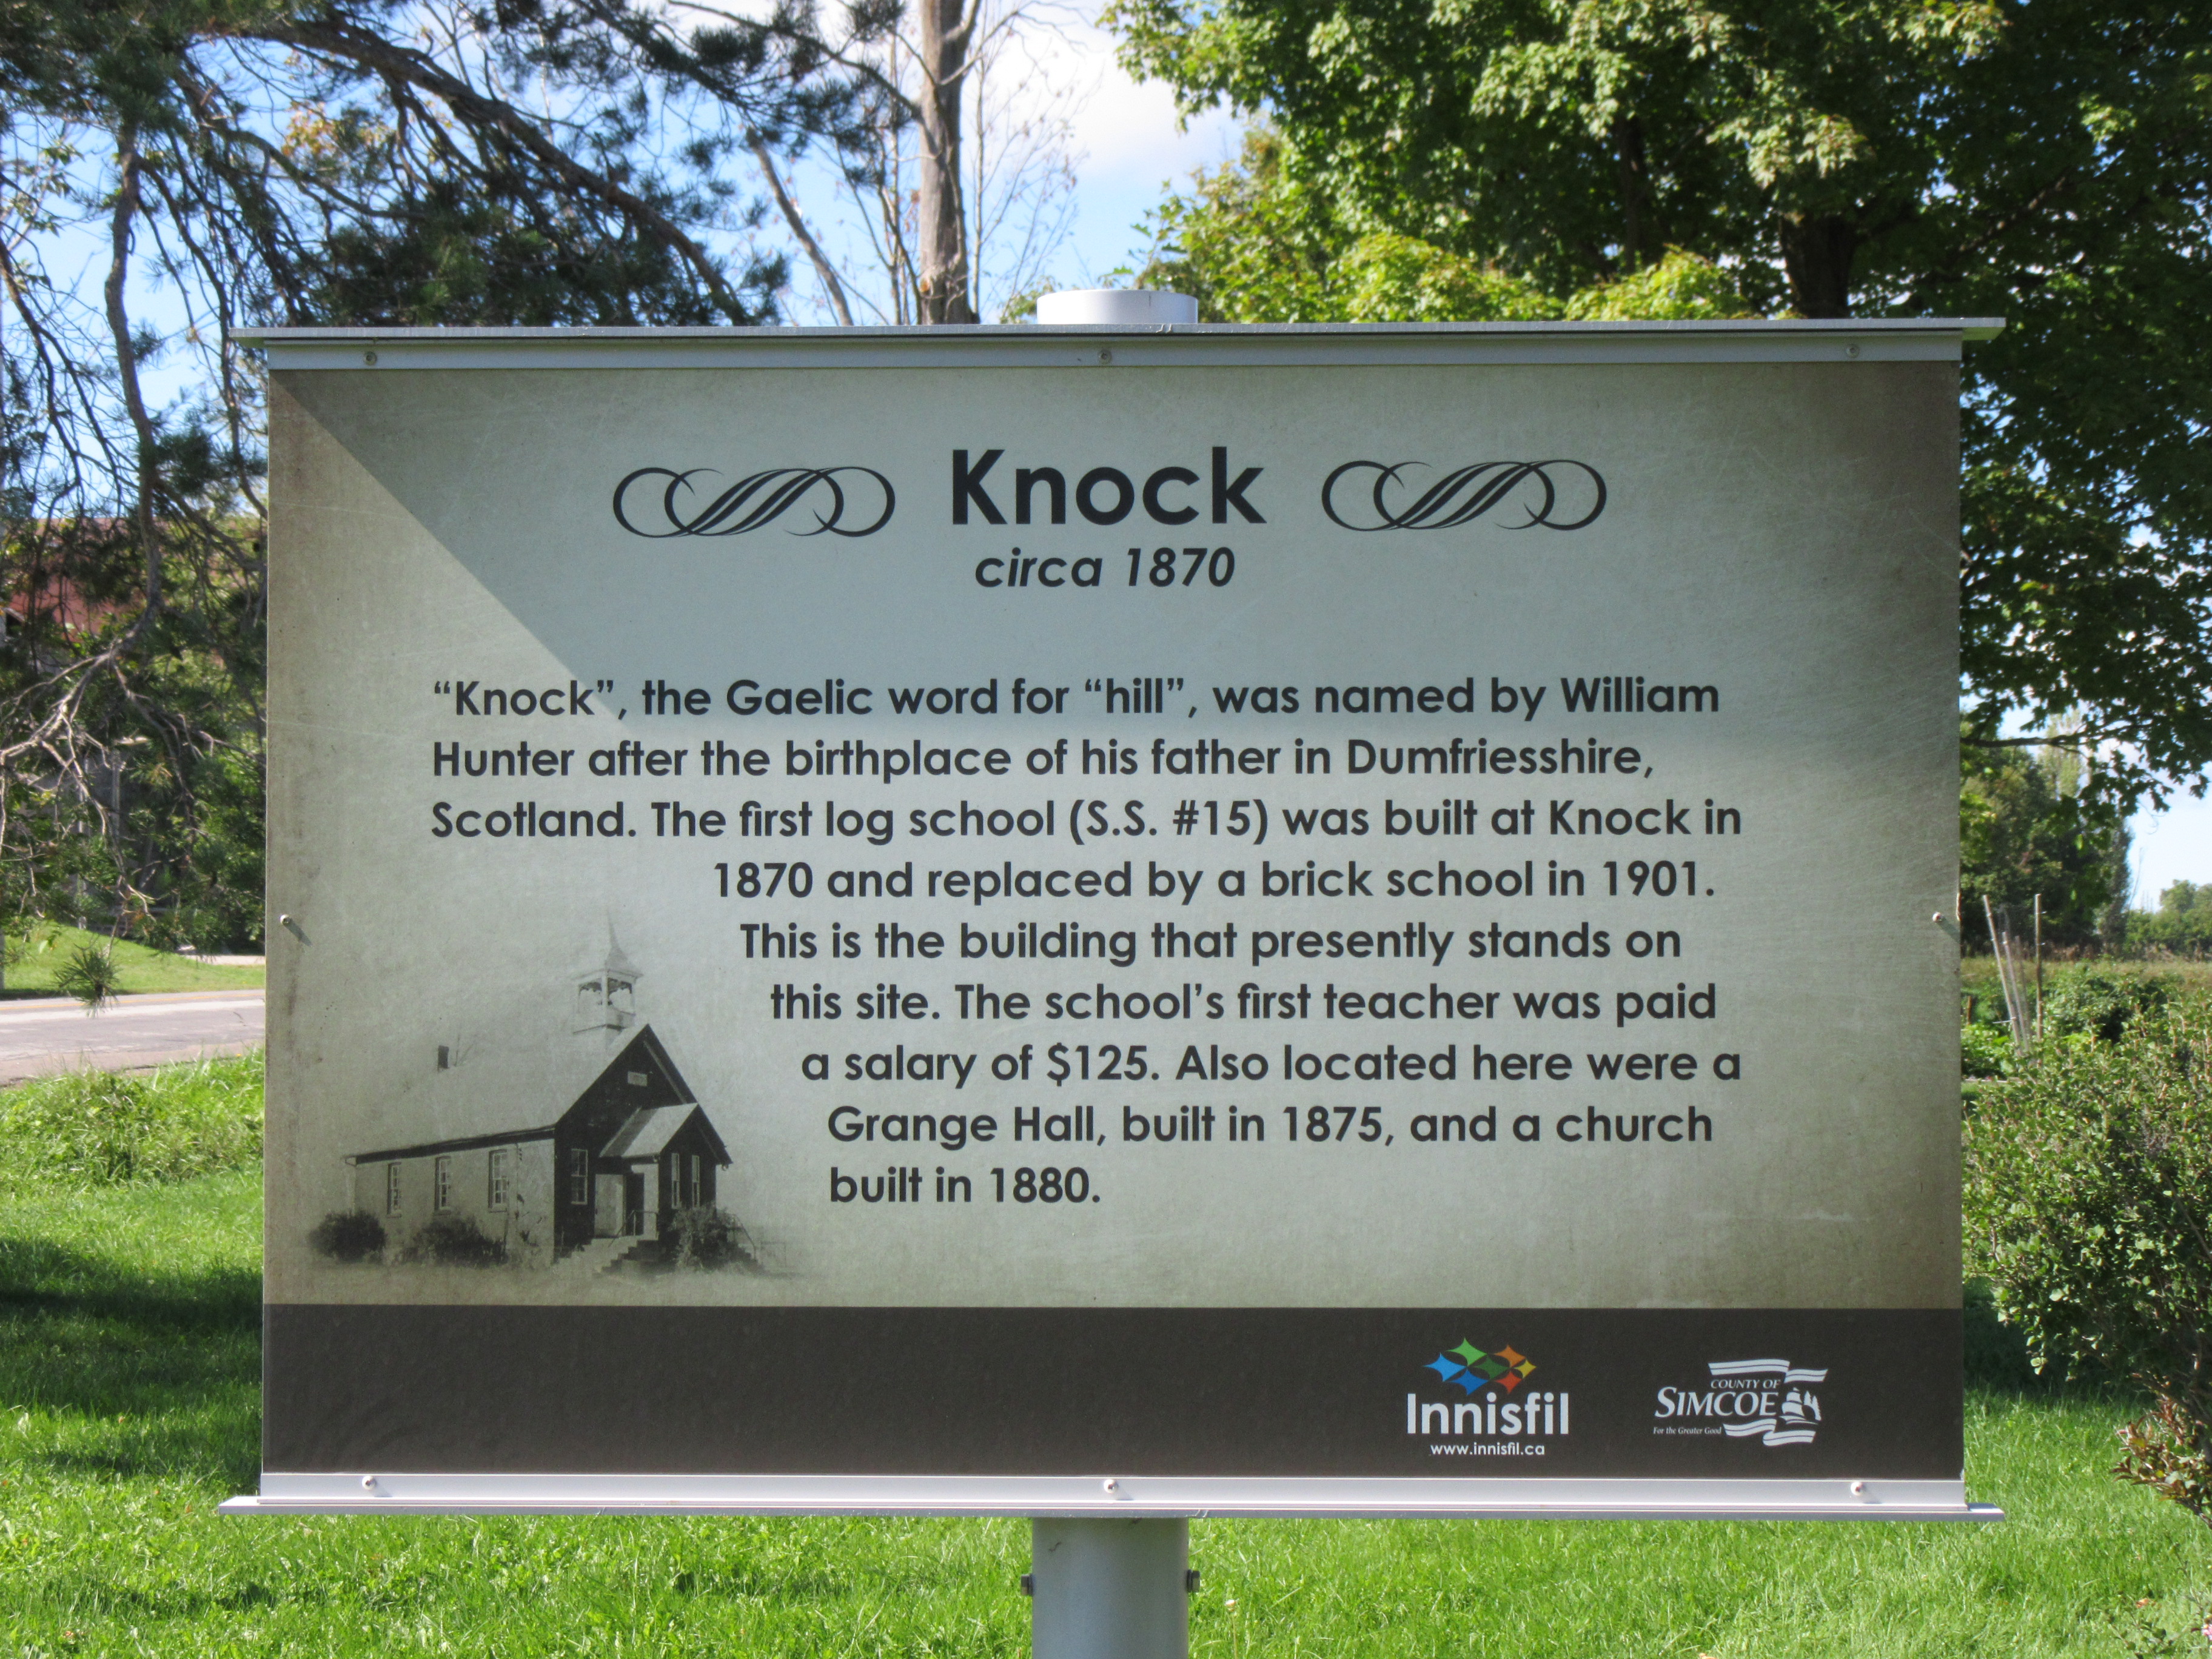 Knock
circa 1870
“Knock”, the Gaelic word for “hill”, was named by William
Hunter after the birthplace of his father in Dumfriesshire,
Scotland. The first log school (S.S. #15) was built at Knock in
1870 and replaced by a brick school in 1901.
This is the building that presently stands on
this site. The school’s first teacher was paid
a salary of $125. Also located here were a
Grange Hall, built in 1875, and a church
built in 1880.
Innisfil
www.innisfil.ca
COUNTY OF
SIMCOE
For the Greater Good